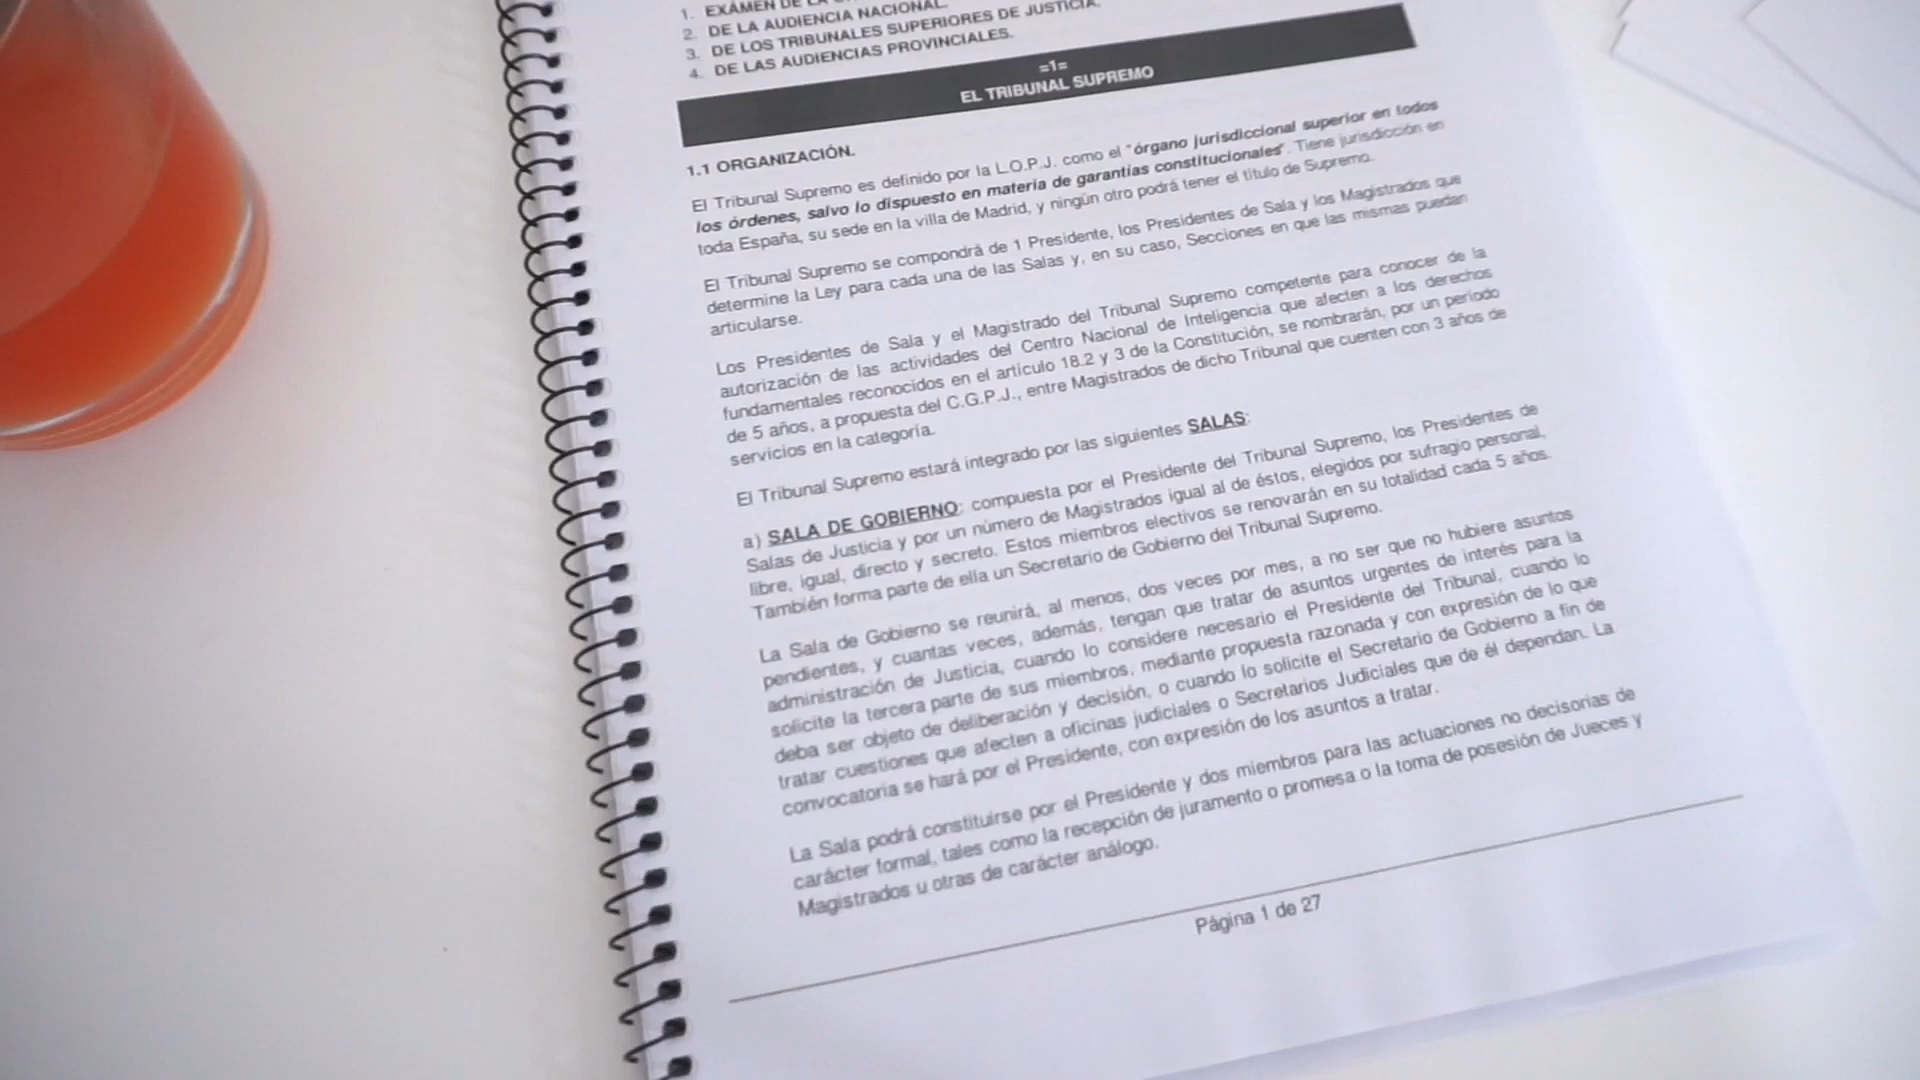 1. EXAMEN DE LA
2. DE LA AUDIENCIA NACIONAL.
3. DE LOS TRIBUNALES SUPERIORES DE JUSTICIA.
4. DE LAS AUDIENCIAS PROVINCIALES.
=1=
EL TRIBUNAL SUPREMO
1.1 ORGANIZACIÓN.
El Tribunal Supremo es definido por la L.O.P.J. como el "órgano jurisdiccional superior en todos
los órdenes, salvo lo dispuesto en materia de garantías constitucionales". Tiene jurisdicción en
toda España, su sede en la villa de Madrid, y ningún otro podrá tener el título de Supremo.
El Tribunal Supremo se compondrá de 1 Presidente, los Presidentes de Sala y los Magistrados que
determine la Ley para cada una de las Salas y, en su caso, Secciones en que las mismas puedan
articularse.
Los Presidentes de Sala y el Magistrado del Tribunal Supremo competente para conocer de la
autorización de las actividades del Centro Nacional de Inteligencia que afecten a los derechos
fundamentales reconocidos en el artículo 18.2 y 3 de la Constitución, se nombrarán, por un período
de 5 años, a propuesta del C.G.P.J., entre Magistrados de dicho Tribunal que cuenten con 3 años de
servicios en la categoría.
El Tribunal Supremo estará integrado por las siguientes SALAS:
a) SALA DE GOBIERNO: compuesta por el Presidente del Tribunal Supremo, los Presidentes de
Salas de Justicia y por un número de Magistrados igual al de éstos, elegidos por sufragio personal,
libre, igual, directo y secreto. Estos miembros electivos se renovarán en su totalidad cada 5 años.
También forma parte de ella un Secretario de Gobierno del Tribunal Supremo.
La Sala de Gobierno se reunirá, al menos, dos veces por mes, a no ser que no hubiere asuntos
pendientes, y cuantas veces, además, tengan que tratar de asuntos urgentes de interés para la
administración de Justicia, cuando lo considere necesario el Presidente del Tribunal, cuando lo
solicite la tercera parte de sus miembros, mediante propuesta razonada y con expresión de lo que
deba ser objeto de deliberación y decisión, o cuando lo solicite el Secretario de Gobierno a fin de
tratar cuestiones que afecten a oficinas judiciales o Secretarios Judiciales que de él dependan. La
convocatoria se hará por el Presidente, con expresión de los asuntos a tratar.
La Sala podrá constituirse por el Presidente y dos miembros para las actuaciones no decisorias de
carácter formal, tales como la recepción de juramento o promesa o la toma de posesión de Jueces y
Magistrados u otras de carácter análogo.
Página 1 de 27